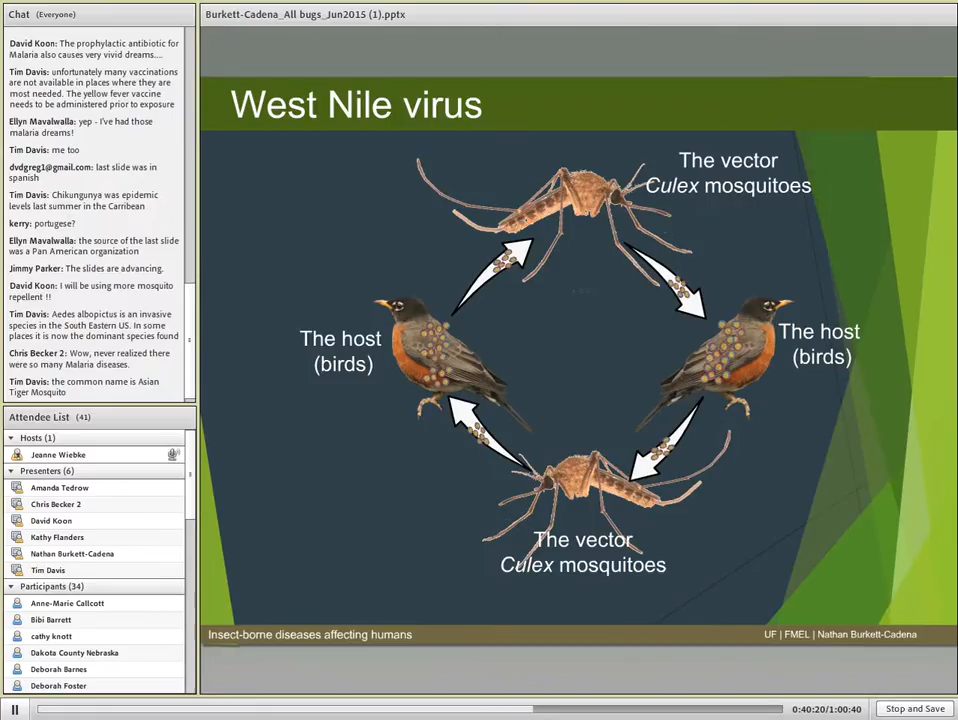 Chat (Everyone)
David Koon: The prophylactic antibiotic for
Malaria also causes very vivid dreams....
Tim Davis: unfortunately many vaccinations
are not available in places where they are
most needed. The yellow fever vaccine
needs to be administered prior to exposure
Ellyn Mavalwalla: yep - I've had those
malaria dreams!
Tim Davis: me too
dvdgreg1@gmail.com: last slide was in
spanish
Tim Davis: Chikungunya was epidemic
levels last summer in the Carribean
kerry: portugese?
Ellyn Mavalwalla: the source of the last slide
was a Pan American organization
Jimmy Parker: The slides are advancing.
David Koon: I will be using more mosquito
repellent !!
Tim Davis: Aedes albopictus is an invasive
species in the South Eastern US. In some
places it is now the dominant species found
Chris Becker 2: Wow, never realized there
were so many Malaria diseases.
Tim Davis: the common name is Asian
Tiger Mosquito
Attendee List (41)
Hosts (1)
Jeanne Wiebke
Presenters (6)
Amanda Tedrow
Chris Becker 2
David Koon
Kathy Flanders
Nathan Burkett-Cadena
Tim Davis
Participants (34)
Anne-Marie Callcott
Bibi Barrett
cathy knott
Dakota County Nebraska
Deborah Barnes
Deborah Foster
Burkett-Cadena_All bugs_Jun2015 (1).pptx
West Nile virus
The vector
Culex mosquitoes
The host
(birds)
The host
(birds)
The vector
Culex mosquitoes
Insect-borne diseases affecting humans
UF | FMEL | Nathan Burkett-Cadena
0:40:20/1:00:40
Stop and Save